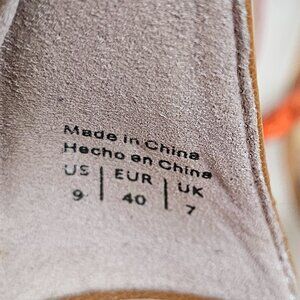 Made in China
Hecho en China
US | EUR | UK
9 | 40 | 7